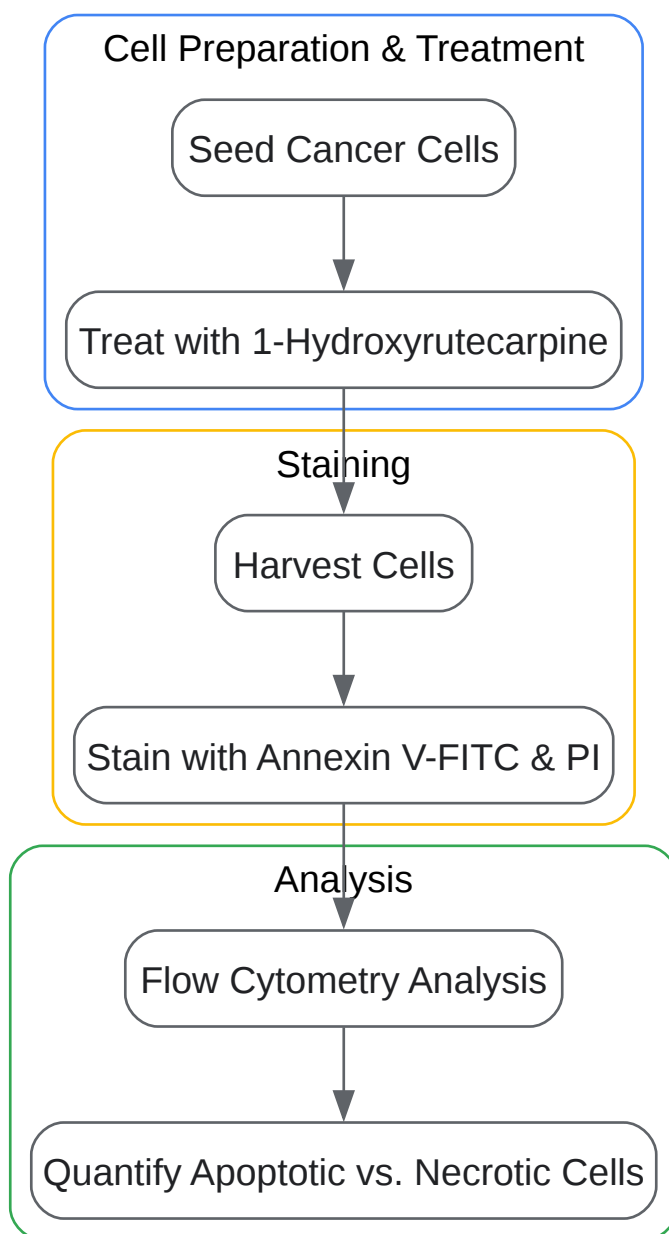 Cell Preparation & Treatment
Seed Cancer Cells
Treat with 1-Hydroxyrutecarpine
Staining
Harvest Cells
Stain with Annexin V-FITC & PI
Analysis
Flow Cytometry Analysis
Quantify Apoptotic vs. Necrotic Cells